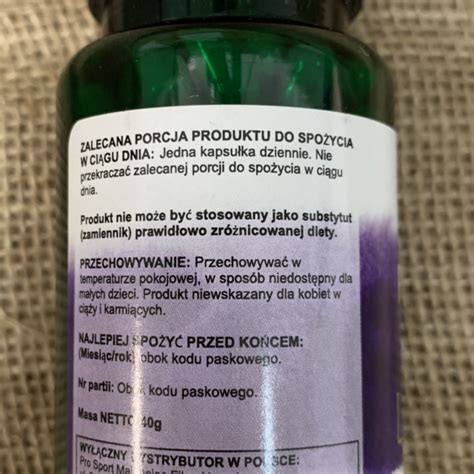 ZALECANA PORCJA PRODUKTU DO SPOŻYCIA
W CIĄGU DNIA: Jedna kapsułka dziennie. Nie
przekraczać zalecanej porcji do spożycia w ciągu
dnia.
Produkt nie może być stosowany jako substytut
(zamiennik) prawidłowo zróżnicowanej diety.
PRZECHOWYWANIE: Przechowywać w
temperaturze pokojowej, w sposób niedostępny dla
małych dzieci. Produkt niewskazany dla kobiet w
ciąży i karmiących.
NAJLEPIEJ SPOŻYĆ PRZED KOŃCEM:
(Miesiąc/rok) obok kodu paskowego.
Nr partii: Obok kodu paskowego.
Masa NETTO: 40g
WYŁĄCZNY DYSTRYBUTOR W POLSCE:
Pro Sport